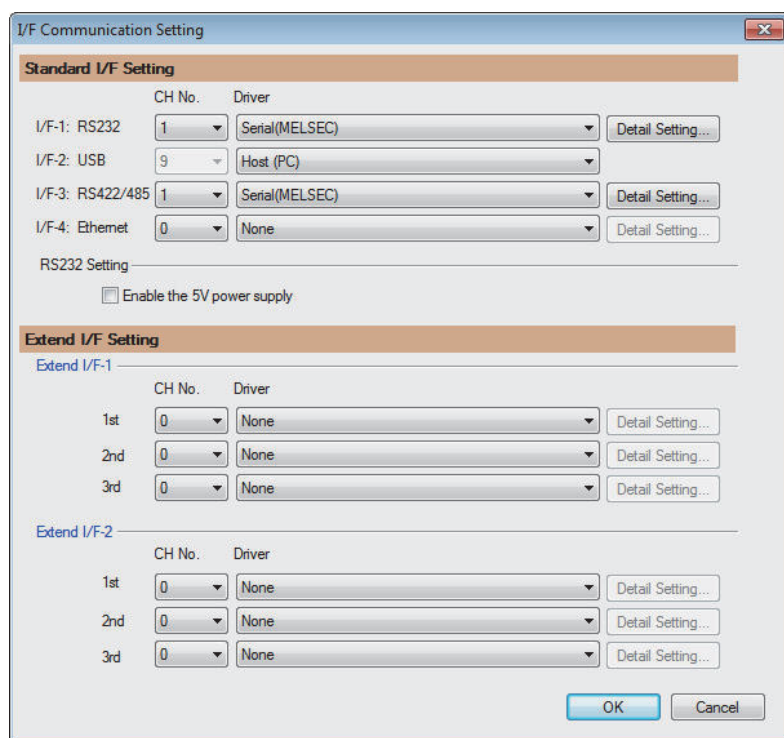 I/F Communication Setting
Standard I/F Setting
CH No. Driver
I/F-1: RS232 1 Serial(MELSEC) Detail Setting...
I/F-2: USB 9 Host (PC)
I/F-3: RS422/485 1 Serial(MELSEC) Detail Setting...
I/F-4: Ethernet 0 None Detail Setting...
RS232 Setting
Enable the 5V power supply
Extend I/F Setting
Extend I/F-1
CH No. Driver
1st 0 None Detail Setting...
2nd 0 None Detail Setting...
3rd 0 None Detail Setting...
Extend I/F-2
CH No. Driver
1st 0 None Detail Setting...
2nd 0 None Detail Setting...
3rd 0 None Detail Setting...
OK Cancel